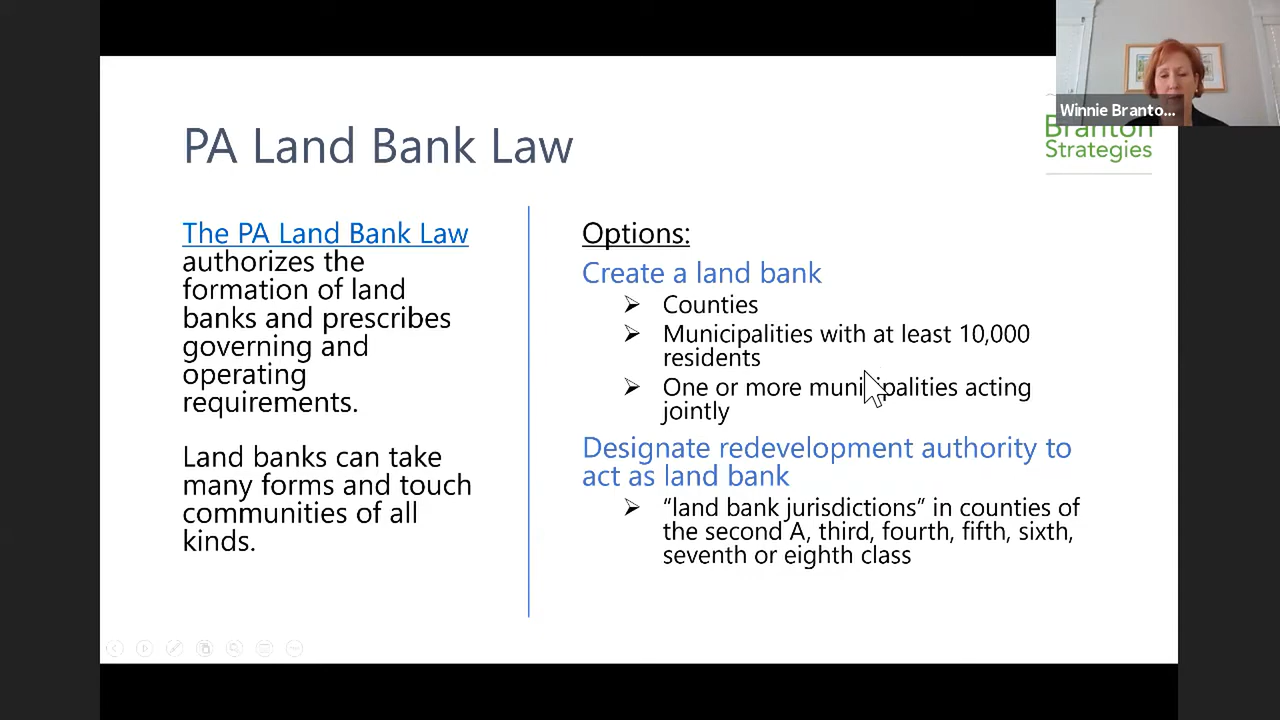 Winnie Branto...
Branton
Strategies
PA Land Bank Law
The PA Land Bank Law
authorizes the
formation of land
banks and prescribes
governing and
operating
requirements.
Land banks can take
many forms and touch
communities of all
kinds.
Options:
Create a land bank
Counties
Municipalities with at least 10,000
residents
One or more municipalities acting
jointly
Designate redevelopment authority to
act as land bank
“land bank jurisdictions” in counties of
the second A, third, fourth, fifth, sixth,
seventh or eighth class